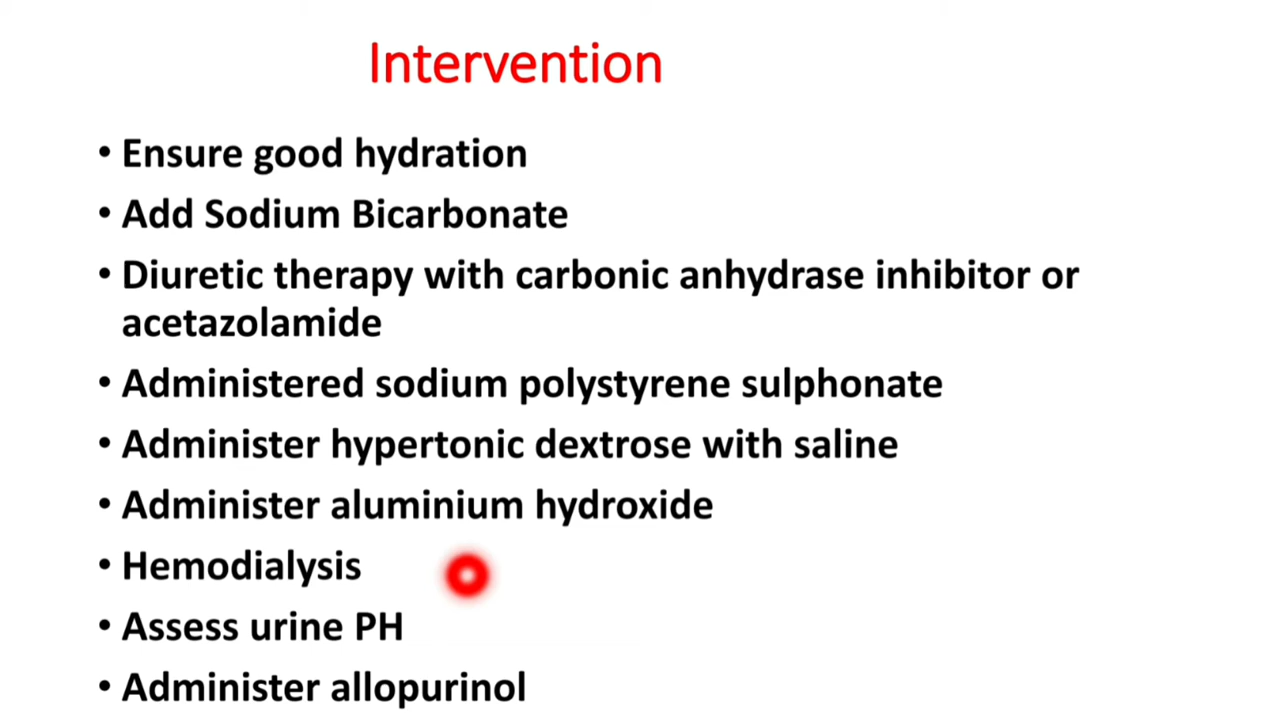 Intervention
• Ensure good hydration
• Add Sodium Bicarbonate
• Diuretic therapy with carbonic anhydrase inhibitor or
acetazolamide
• Administered sodium polystyrene sulphonate
• Administer hypertonic dextrose with saline
• Administer aluminium hydroxide
• Hemodialysis
• Assess urine PH
• Administer allopurinol